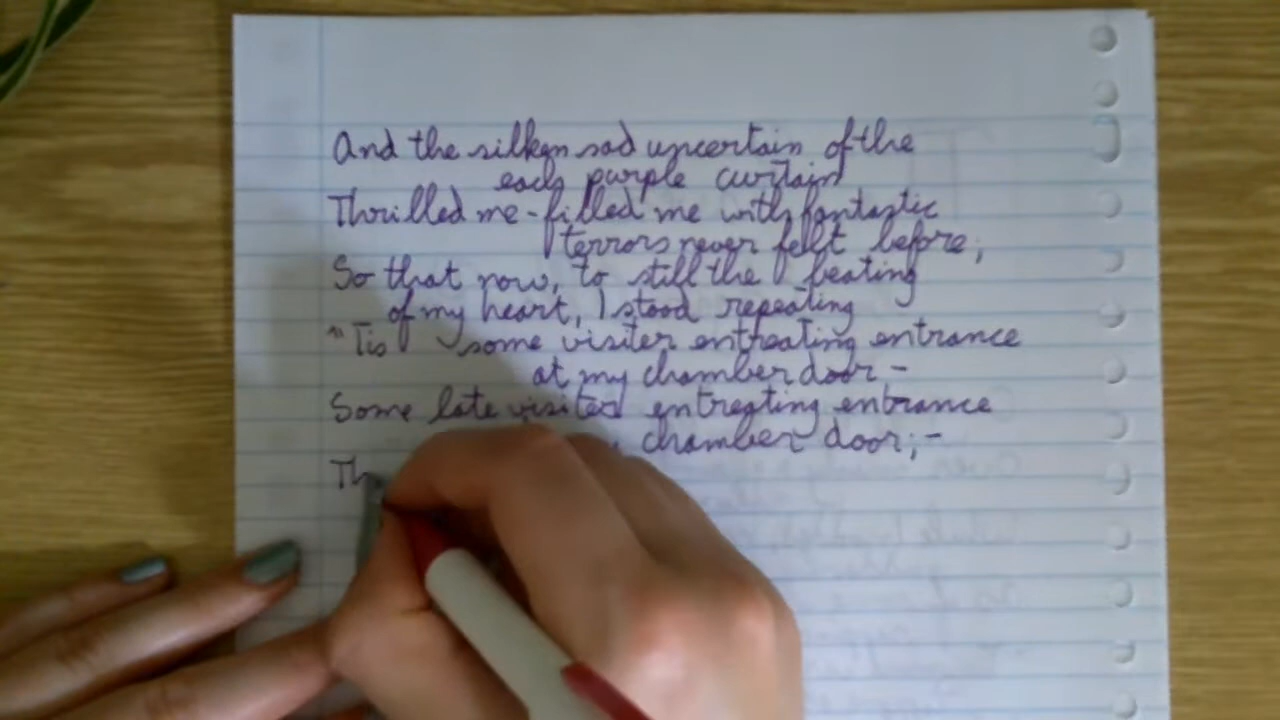 And the silken sad uncertain of the
each purple curtain
Thrilled me - filled me with fantastic
terrors never felt before;
So that now, to still the beating
of my heart, I stood repeating
"Tis some visiter entreating entrance
at my chamber door -
Some late visiter entreating entrance
chamber door; -
Th